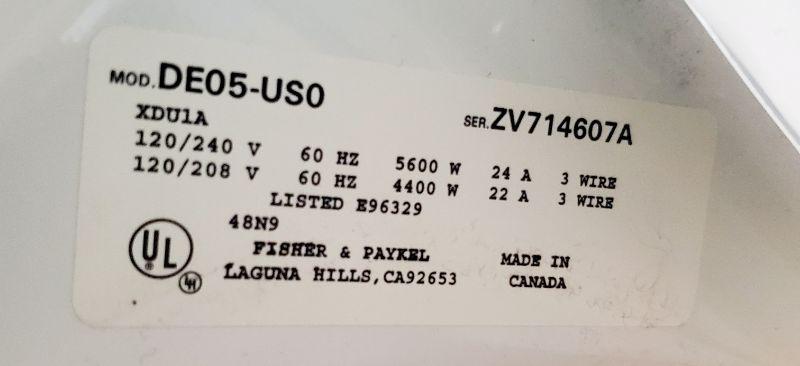 MOD. DE05-US0
SER. ZV714607A
XDU1A
120/240 V 60 HZ 5600 W 24 A 3 WIRE
120/208 V 60 HZ 4400 W 22 A 3 WIRE
LISTED E96329
48N9
UL ®
LH
FISHER & PAYKEL
LAGUNA HILLS, CA92653
MADE IN
CANADA